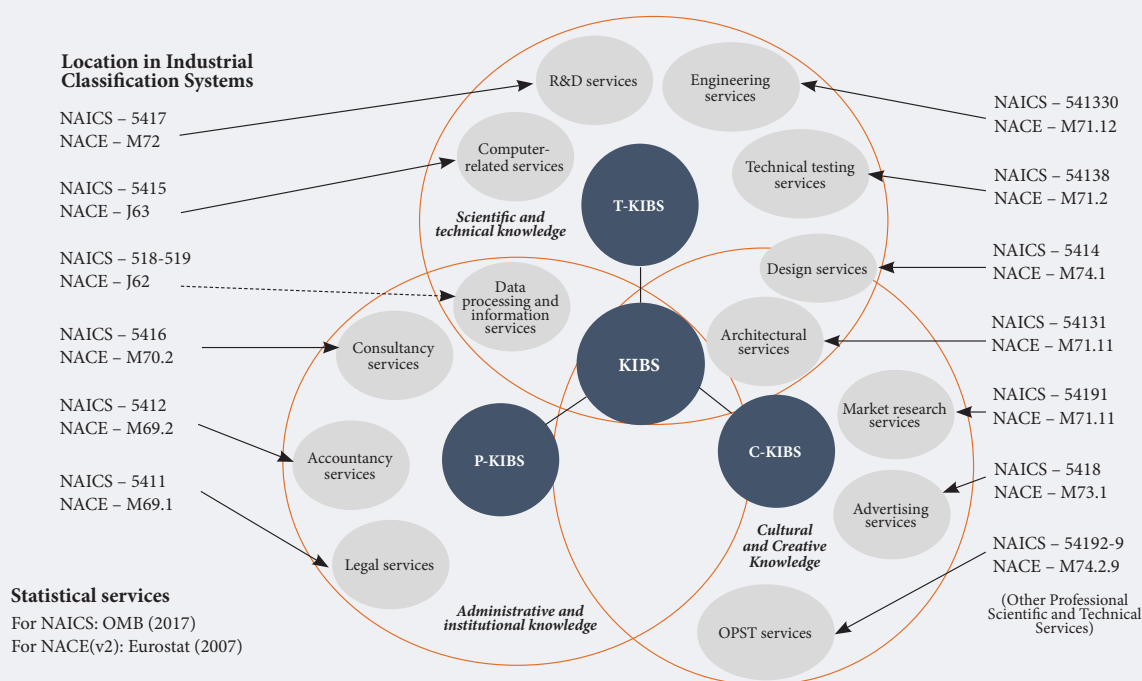 Location in Industrial
Classification Systems
NAICS – 5417
NACE – M72
NAICS – 5415
NACE – J63
NAICS – 518-519
NACE – J62
NAICS – 5416
NACE – M70.2
NAICS – 5412
NACE – M69.2
NAICS – 5411
NACE – M69.1
Statistical services
For NAICS: OMB (2017)
For NACE(v2): Eurostat (2007)
R&D services
Engineering
services
Computer-
related services
Technical testing
services
T-KIBS
Scientific and
technical knowledge
Design services
Data
processing and
information
services
Architectural
services
KIBS
Consultancy
services
Market research
services
P-KIBS
C-KIBS
Accountancy
services
Advertising
services
Cultural
and Creative
Knowledge
Legal services
Administrative and
institutional knowledge
OPST services
NAICS – 541330
NACE – M71.12
NAICS – 54138
NACE – M71.2
NAICS – 5414
NACE – M74.1
NAICS – 54131
NACE – M71.11
NAICS – 54191
NACE – M71.11
NAICS – 5418
NACE – M73.1
NAICS – 54192-9
NACE – M74.2.9
(Other Professional
Scientific and Technical
Services)